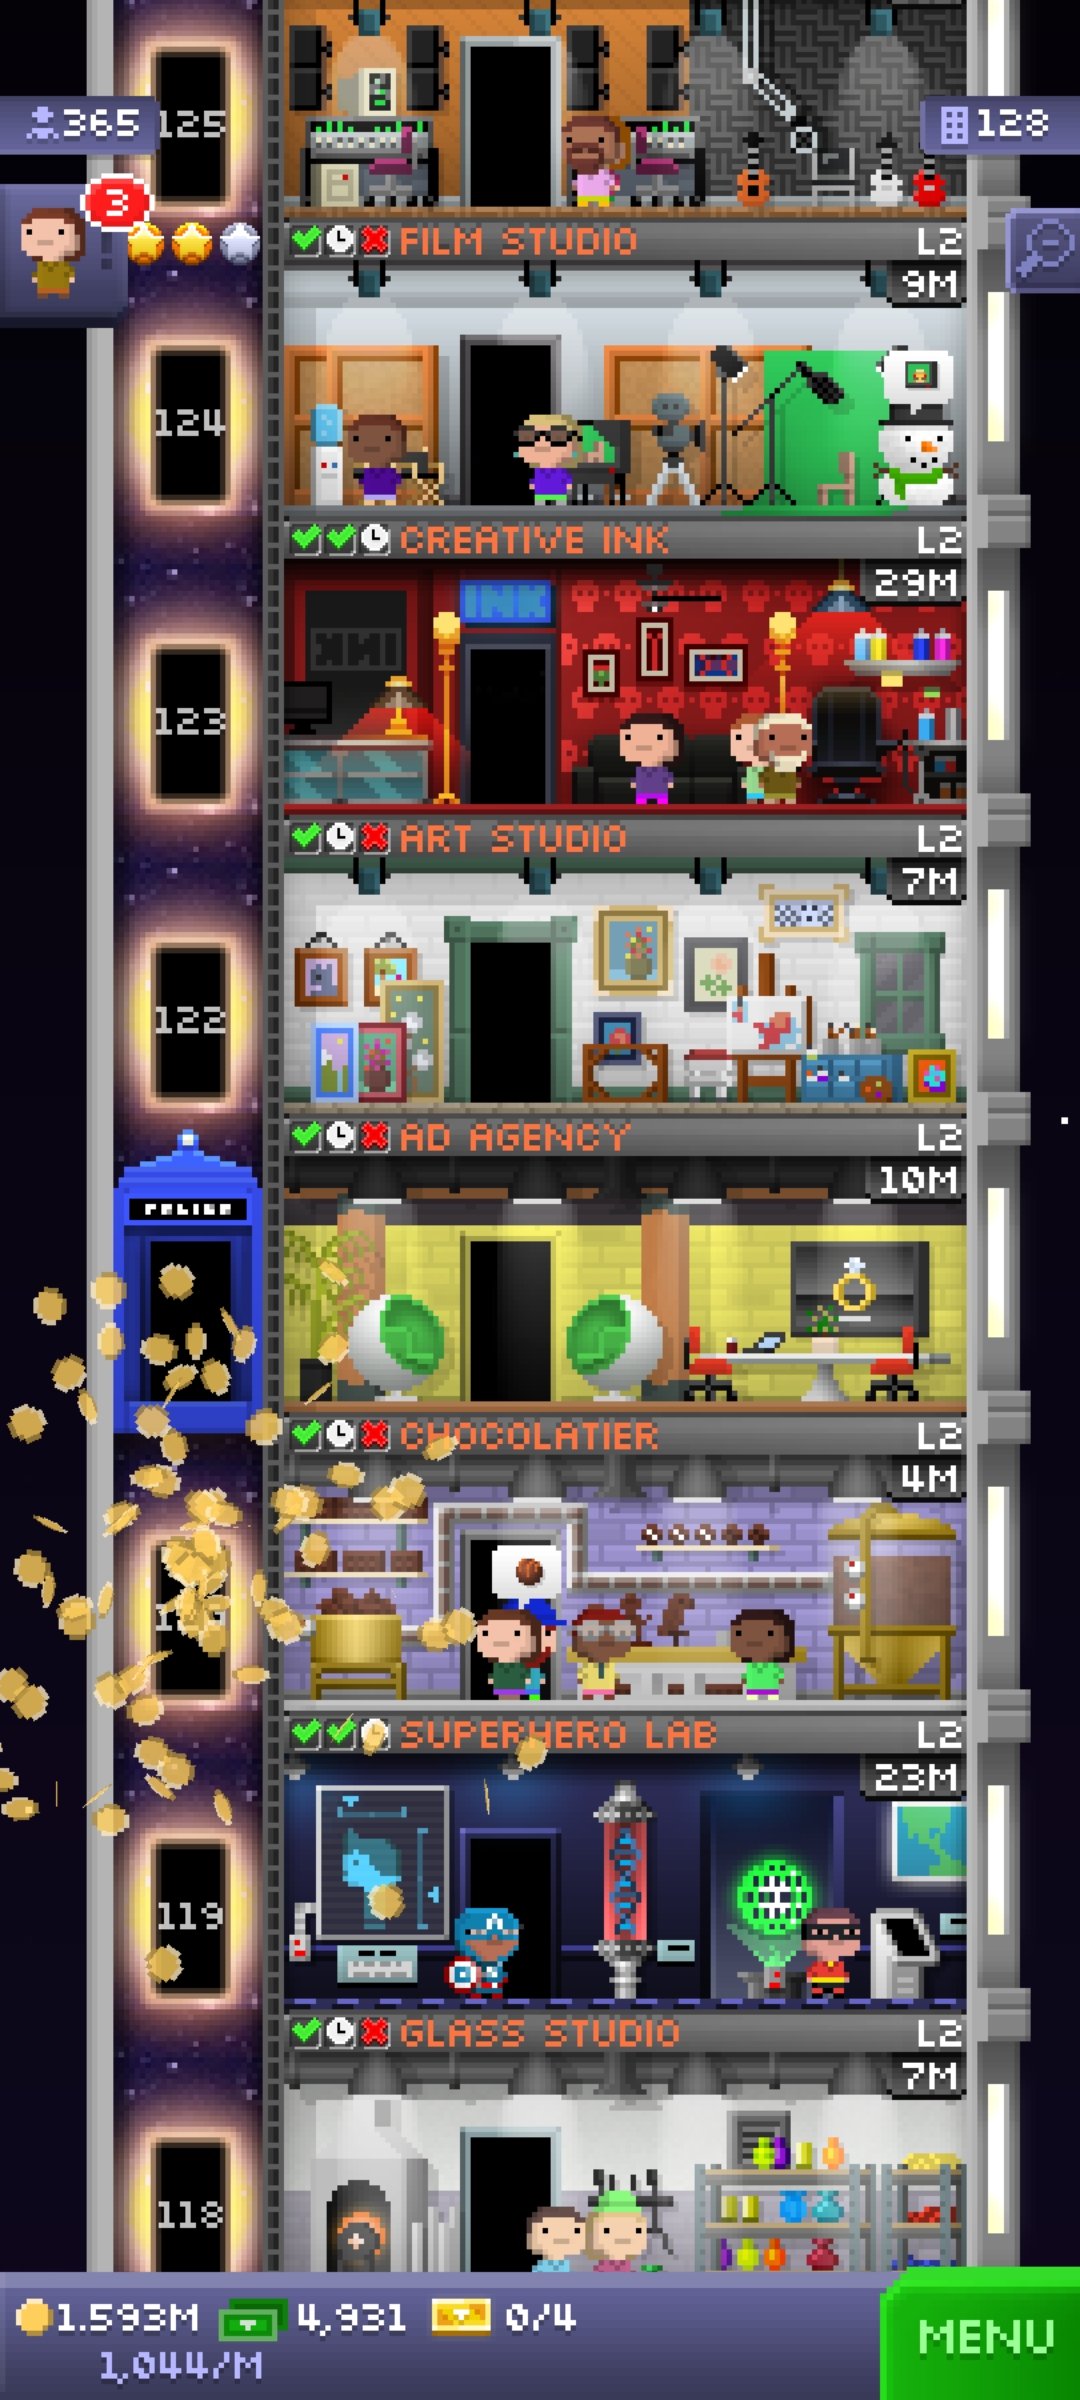 125
365
128
3
FILM STUDIO L2
9M
124
CREATIVE INK L2
29M
INK
123
ART STUDIO L2
7M
122
AD AGENCY L2
10M
POLICE
CHOCOLATIER L2
4M
SUPERHERO LAB L2
23M
119
GLASS STUDIO L2
7M
118
1.593M 4,931 0/4
1,044/M
MENU